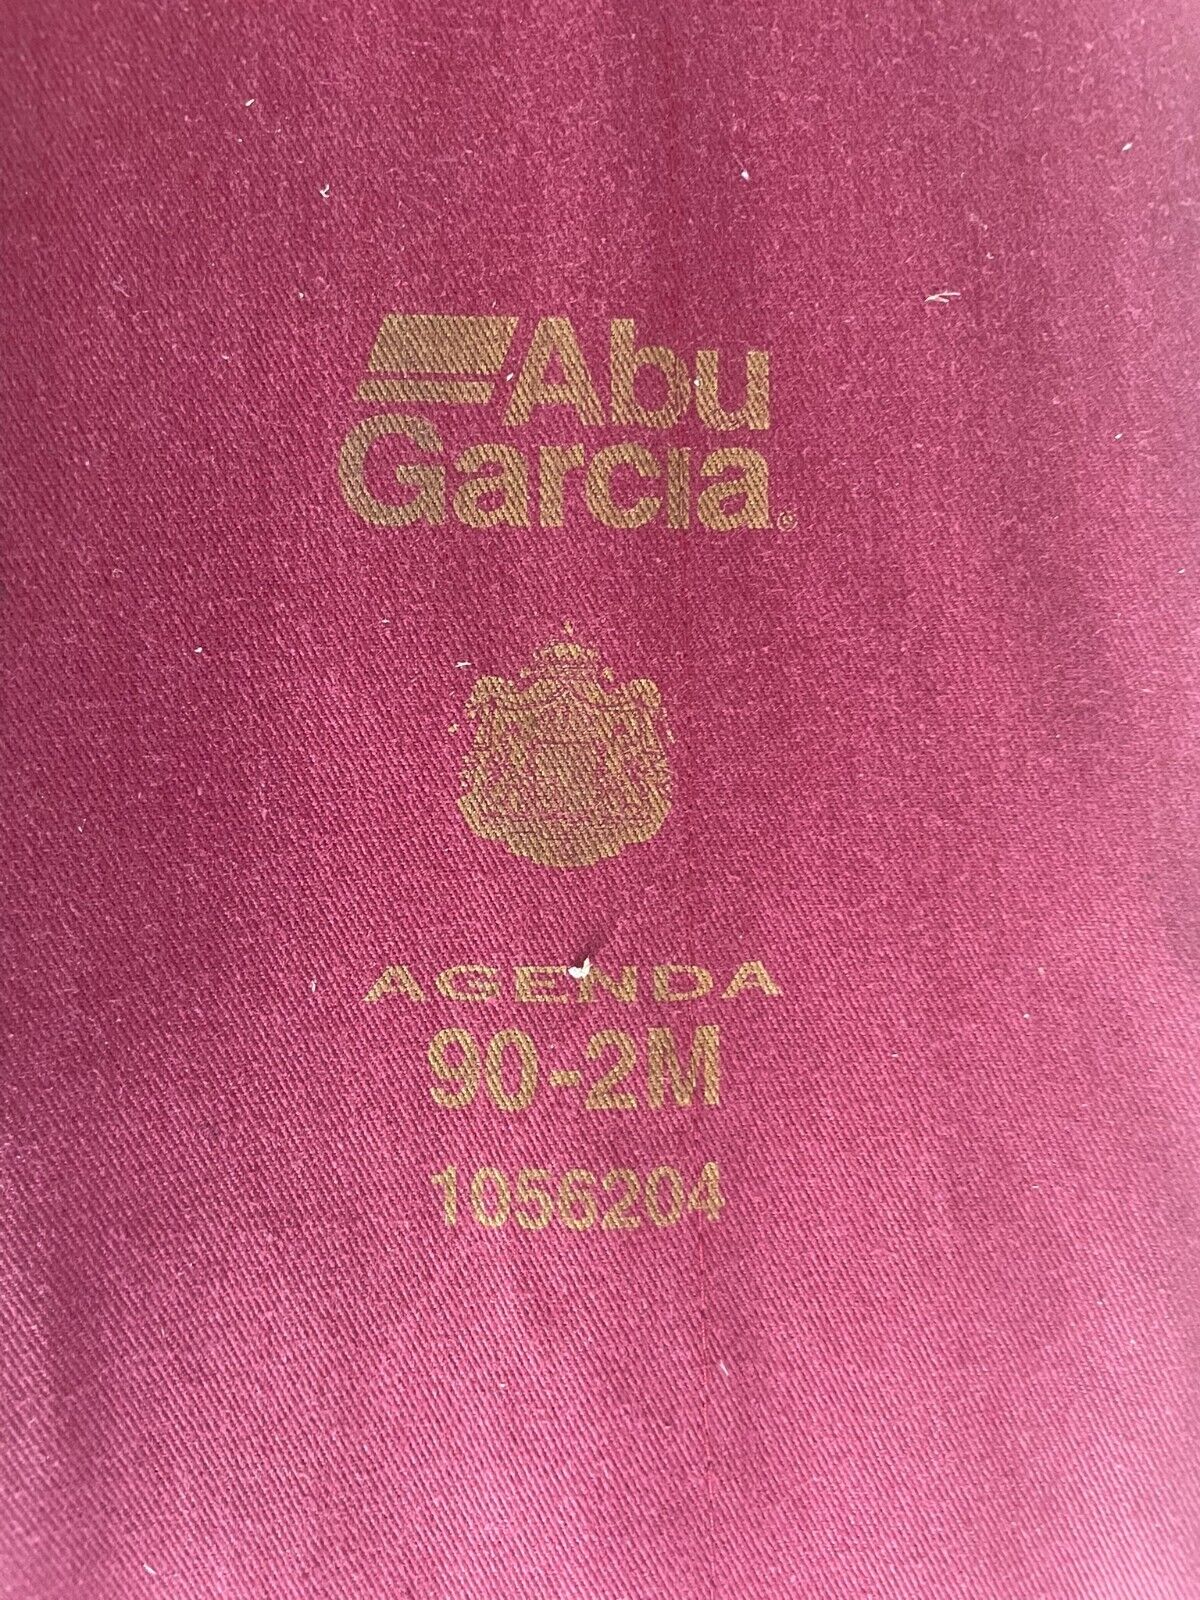 Abu
Garcia®
AGENDA
90-2M
1056204